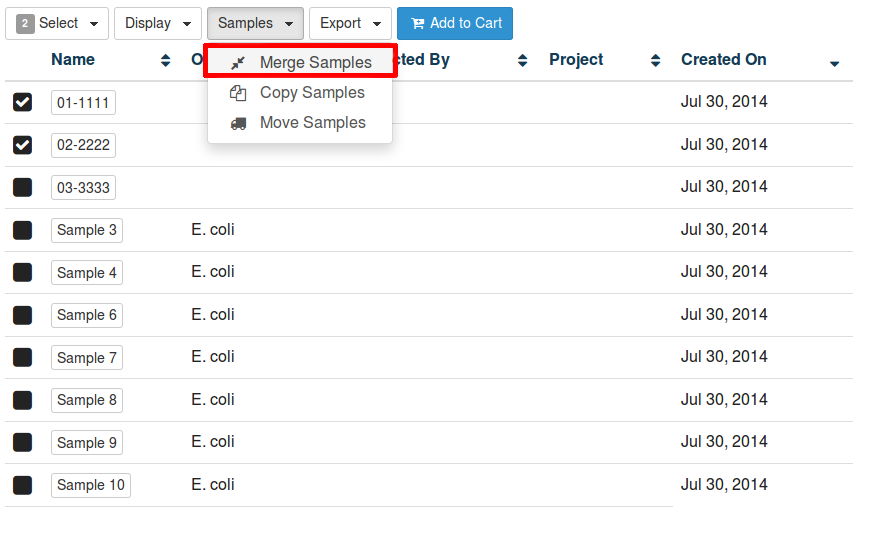 2 Select Display Samples Export Add to Cart
Name O cted By Project Created On
Merge Samples
Copy Samples
Move Samples
01-1111 Jul 30, 2014
02-2222 Jul 30, 2014
03-3333 Jul 30, 2014
Sample 3 E. coli Jul 30, 2014
Sample 4 E. coli Jul 30, 2014
Sample 6 E. coli Jul 30, 2014
Sample 7 E. coli Jul 30, 2014
Sample 8 E. coli Jul 30, 2014
Sample 9 E. coli Jul 30, 2014
Sample 10 E. coli Jul 30, 2014